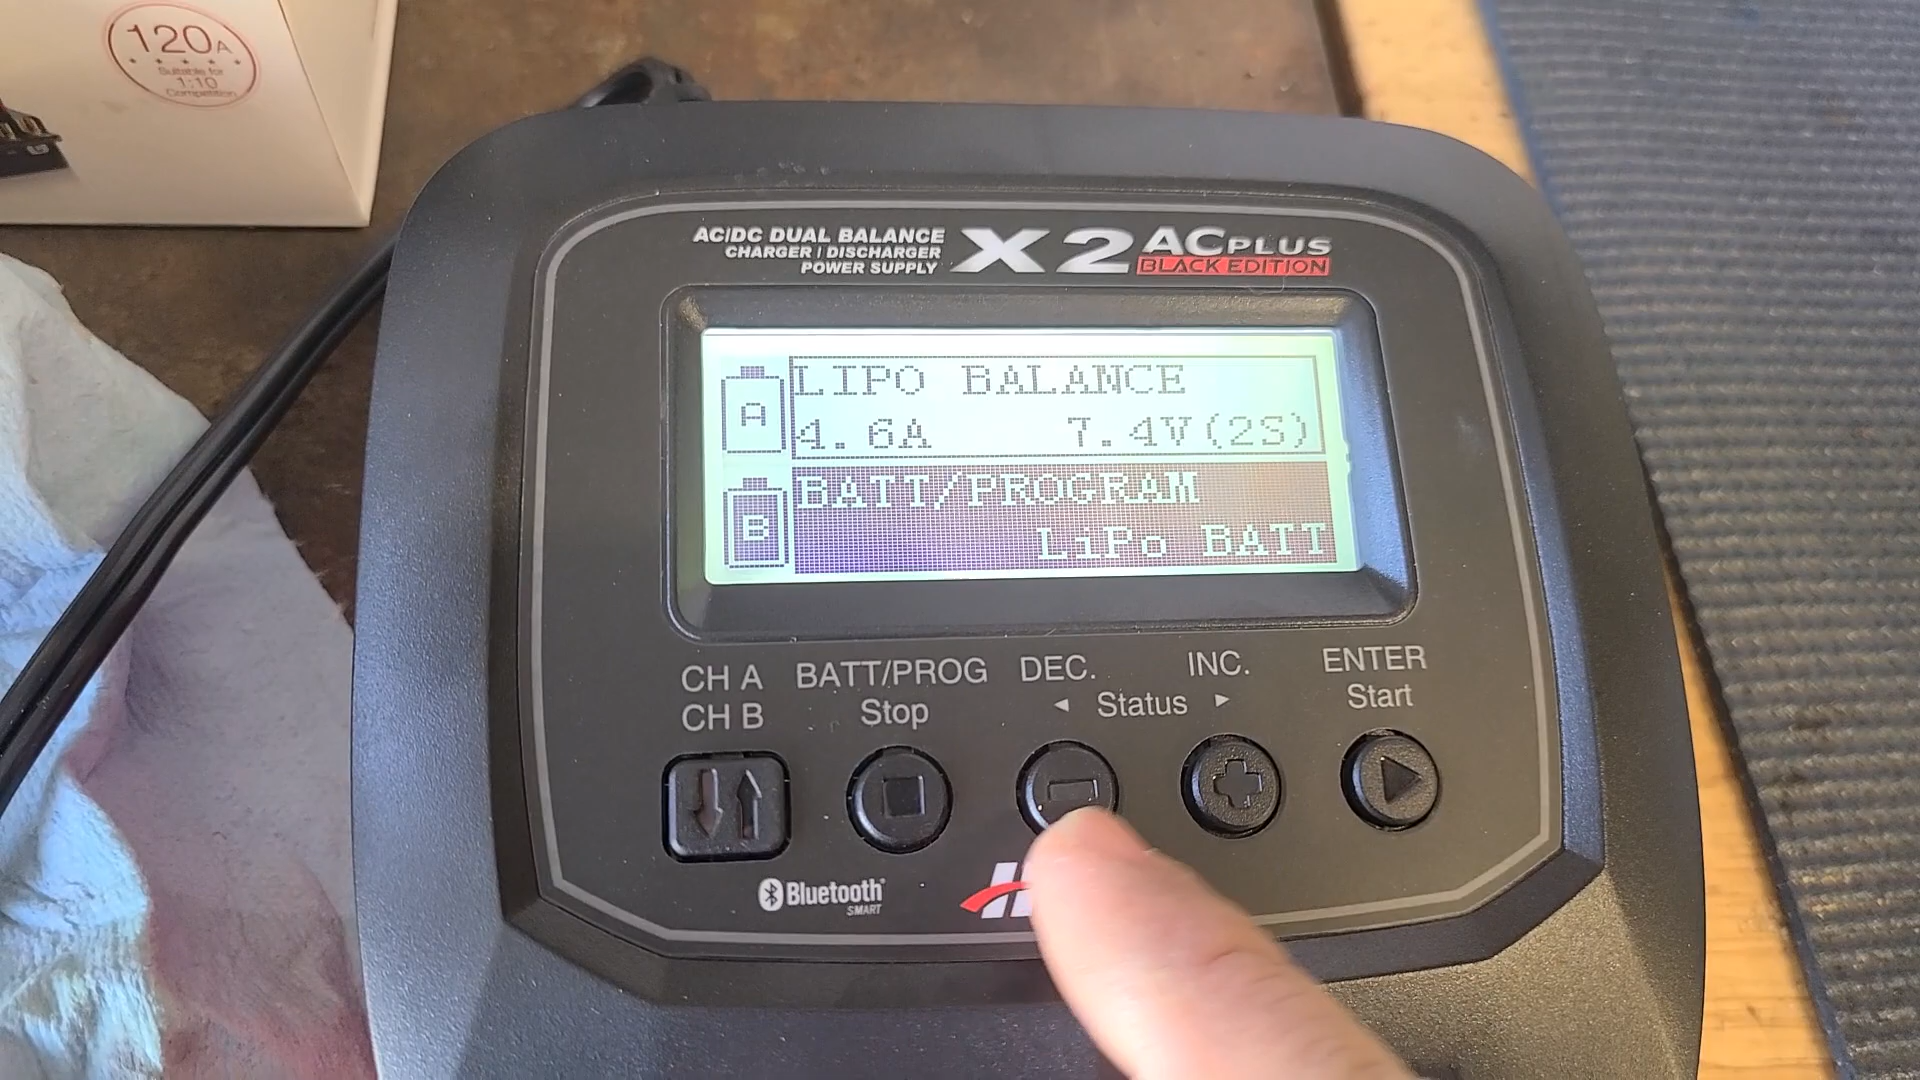 120A
Suitable for
1:10
Competition
AC/DC DUAL BALANCE
CHARGER / DISCHARGER
POWER SUPPLY
X2 AC PLUS
BLACK EDITION
A
LIPO BALANCE
4.6A 7.4V(2S)
B
BATT/PROGRAM
LiPo BATT
CH A
CH B
BATT/PROG
Stop
DEC. INC.
◄ Status ►
ENTER
Start
Bluetooth
SMART